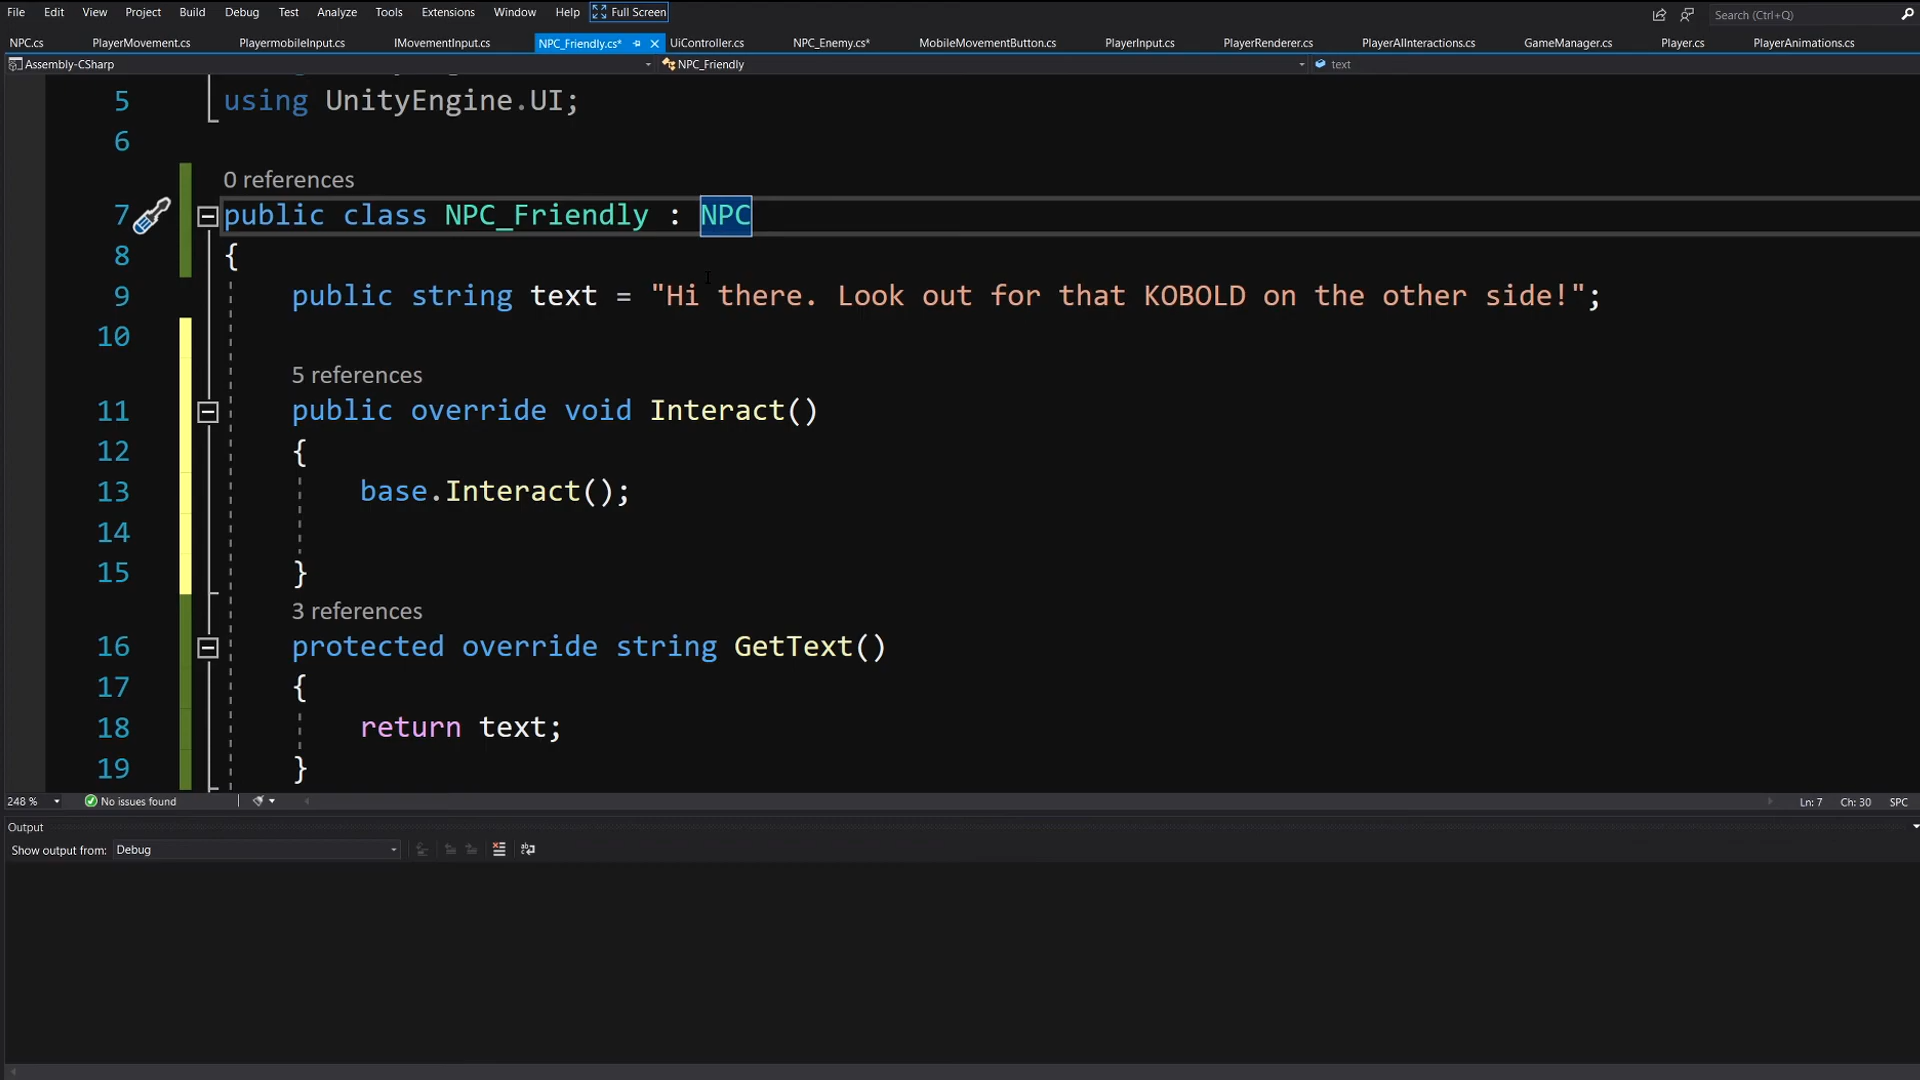 File Edit View Project Build Debug Test Analyze Tools Extensions Window Help Full Screen Search (Ctrl+Q)
NPC.cs PlayerMovement.cs PlayermobileInput.cs IMovementInput.cs NPC_Friendly.cs* UiController.cs NPC_Enemy.cs* MobileMovementButton.cs PlayerInput.cs PlayerRenderer.cs PlayerAIInteractions.cs GameManager.cs Player.cs PlayerAnimations.cs
Assembly-CSharp NPC_Friendly text
5 using UnityEngine.UI;
6
0 references
7 public class NPC_Friendly : NPC
8 {
9 public string text = "Hi there. Look out for that KOBOLD on the other side!";
10
5 references
11 public override void Interact()
12 {
13 base.Interact();
14
15 }
3 references
16 protected override string GetText()
17 {
18 return text;
19 }
248 % No issues found Ln: 7 Ch: 30 SPC
Output
Show output from: Debug